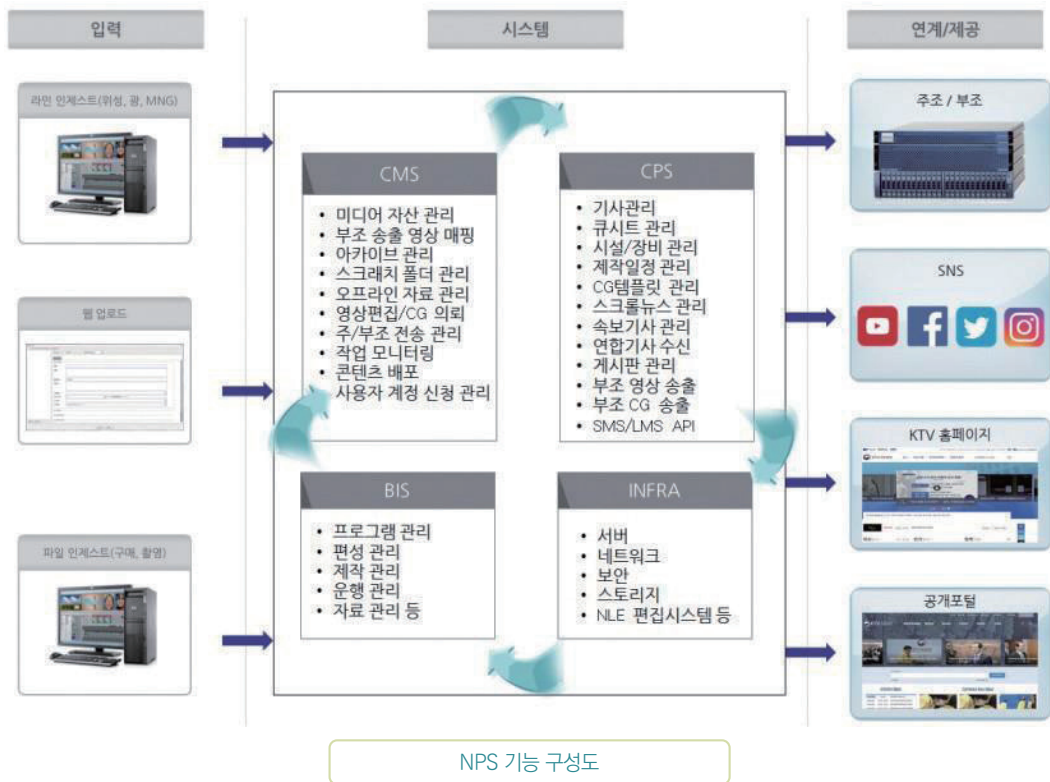 입력
시스템
연계/제공
라인 인제스트(위성, 광, MNG)
웹 업로드
파일 인제스트(구매, 촬영)
CMS
• 미디어 자산 관리
• 부조 송출 영상 매핑
• 아카이브 관리
• 스크래치 폴더 관리
• 오프라인 자료 관리
• 영상편집/CG 의뢰
• 주/부조 전송 관리
• 작업 모니터링
• 콘텐츠 배포
• 사용자 계정 신청 관리
CPS
• 기사관리
• 큐시트 관리
• 시설/장비 관리
• 제작일정 관리
• CG템플릿 관리
• 스크롤뉴스 관리
• 속보기사 관리
• 연합기사 수신
• 게시판 관리
• 부조 영상 송출
• 부조 CG 송출
• SMS/LMS API
BIS
• 프로그램 관리
• 편성 관리
• 제작 관리
• 운행 관리
• 자료 관리 등
INFRA
• 서버
• 네트워크
• 보안
• 스토리지
• NLE 편집시스템 등
주조 / 부조
SNS
KTV 홈페이지
공개포털
NPS 기능 구성도